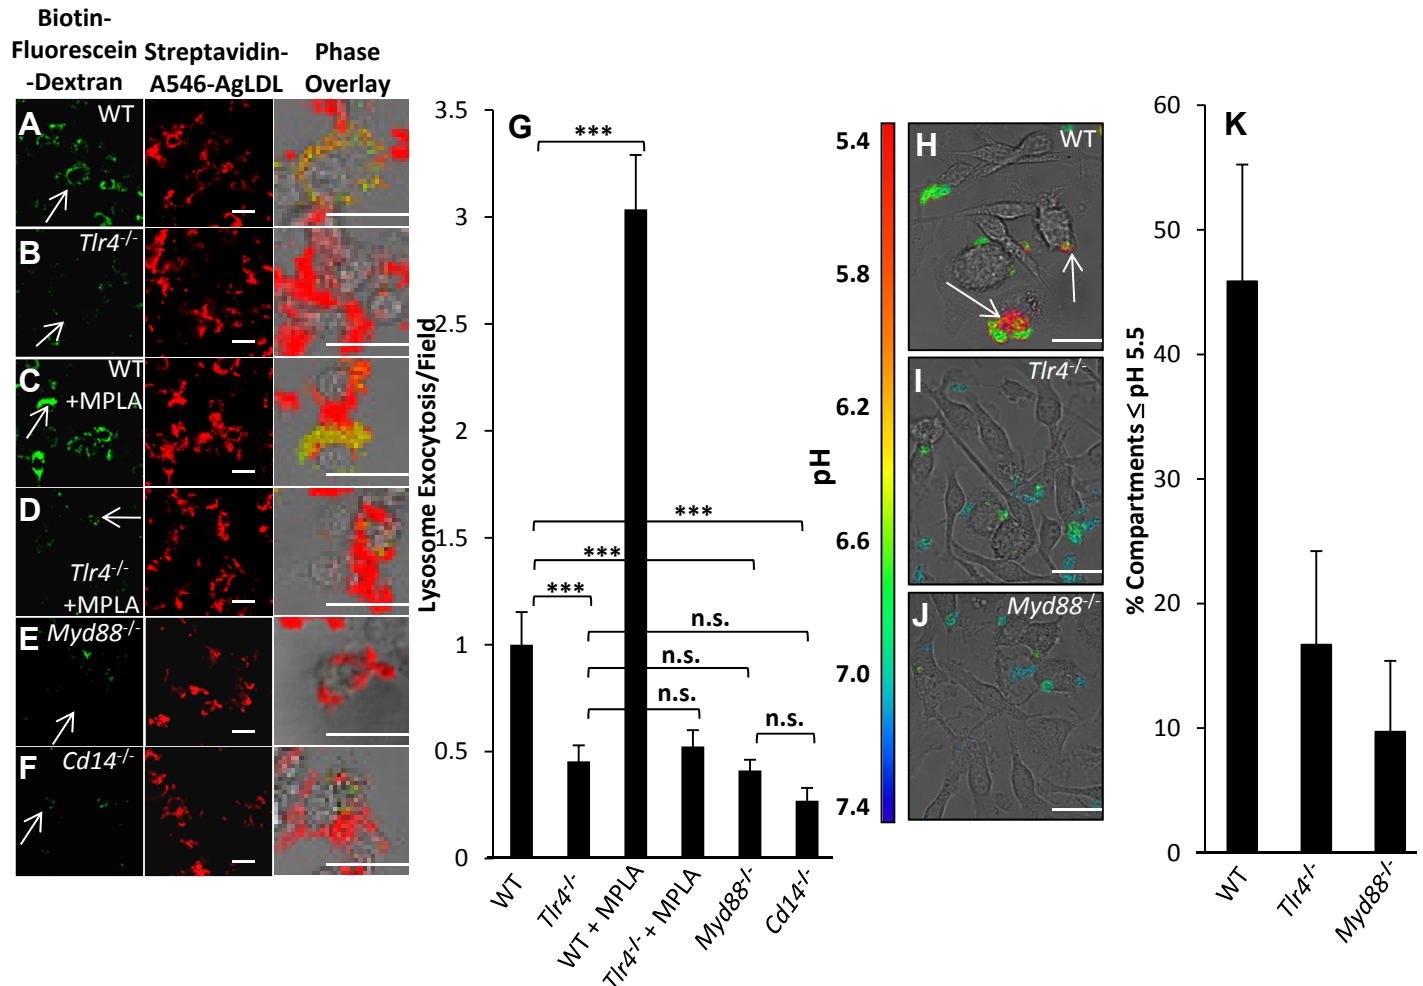 Biotin-
Fluorescein
-Dextran
Streptavidin-
A546-AgLDL
Phase
Overlay
A
WT
B
Tlr4-/-
C
WT
+MPLA
D
Tlr4-/-
+MPLA
E
Myd88-/-
F
Cd14-/-
G
Lysosome Exocytosis/Field
3.5
3
2.5
2
1.5
1
0.5
0
***
***
***
***
n.s.
n.s.
n.s.
n.s.
WT
Tlr4-/-
WT + MPLA
Tlr4-/- + MPLA
Myd88-/-
Cd14-/-
pH
5.4
5.8
6.2
6.6
7.0
7.4
H
WT
I
Tlr4-/-
J
Myd88-/-
K
% Compartments ≤ pH 5.5
60
50
40
30
20
10
0
WT
Tlr4-/-
Myd88-/-